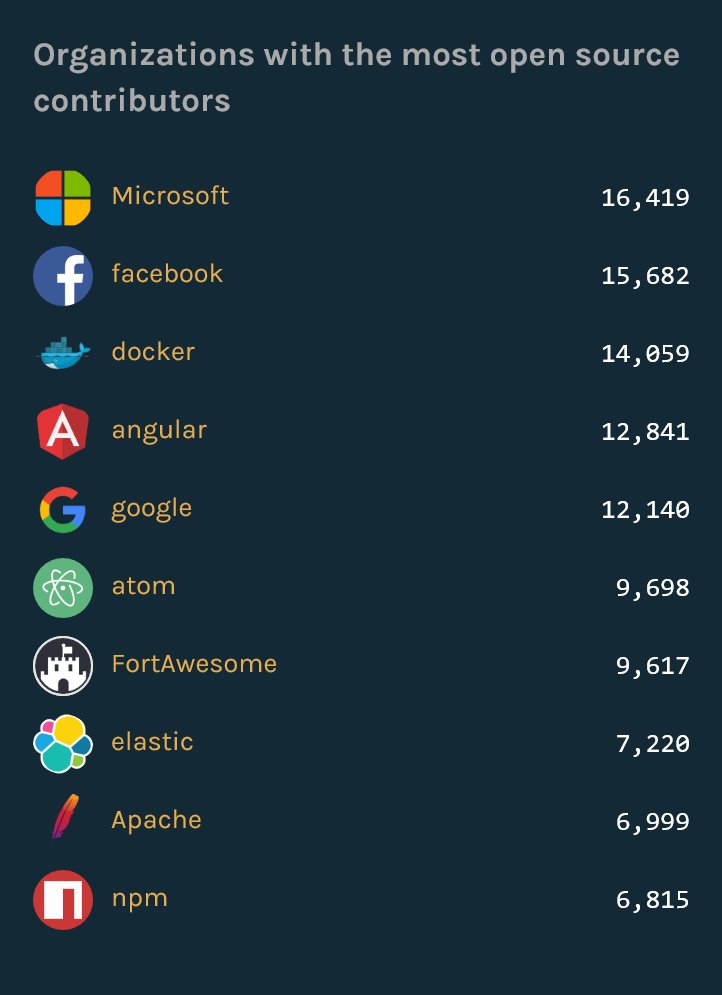 Organizations with the most open source
contributors
Microsoft 16,419
facebook 15,682
docker 14,059
angular 12,841
google 12,140
atom 9,698
FortAwesome 9,617
elastic 7,220
Apache 6,999
npm 6,815